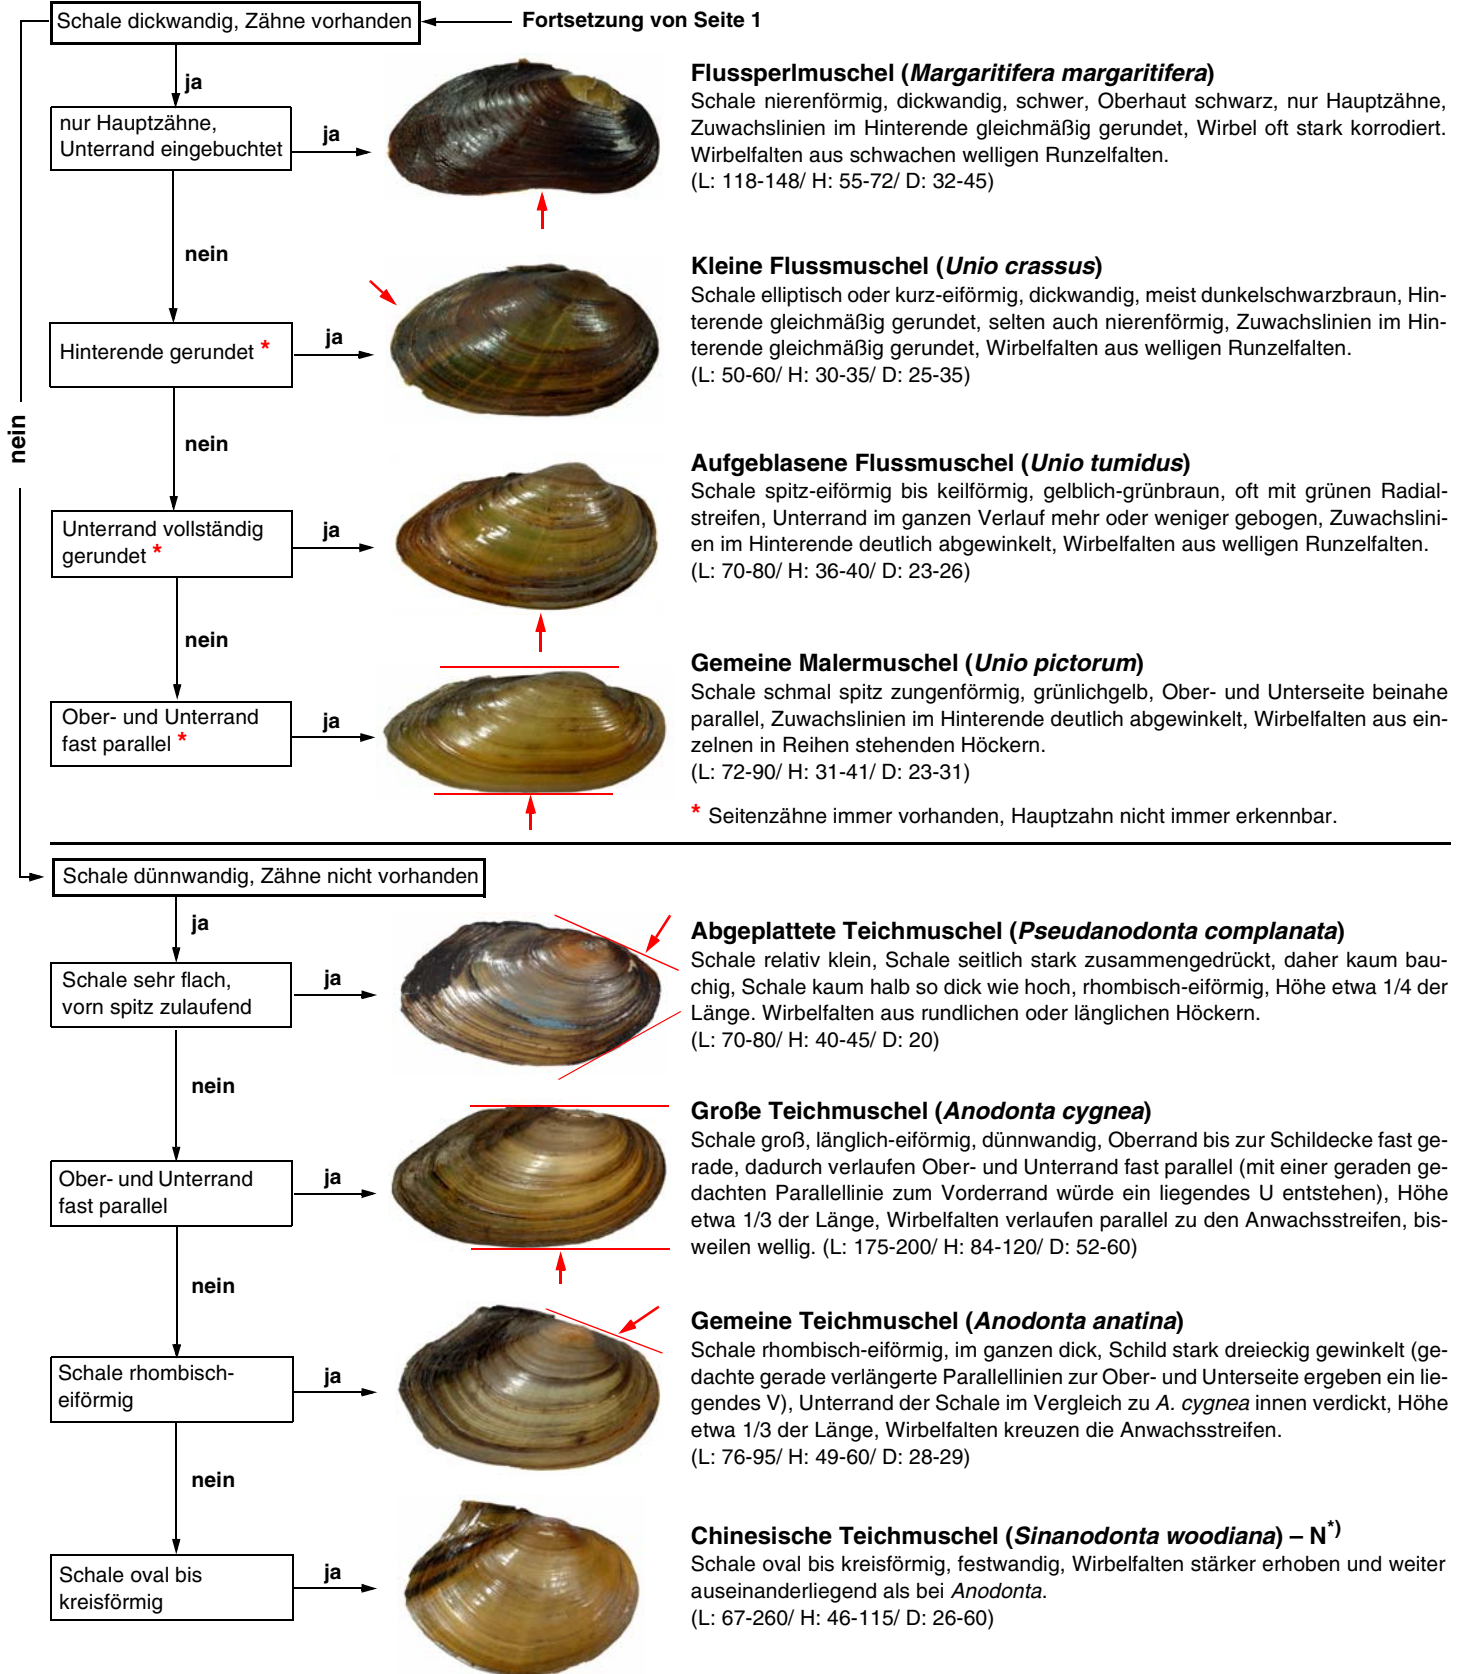 Schale dickwandig, Zähne vorhanden
Fortsetzung von Seite 1
ja
nur Hauptzähne,
Unterrand eingebuchtet
ja
Flussperlmuschel (Margaritifera margaritifera)
Schale nierenförmig, dickwandig, schwer, Oberhaut schwarz, nur Hauptzähne,
Zuwachslinien im Hinterende gleichmäßig gerundet, Wirbel oft stark korrodiert.
Wirbelfalten aus schwachen welligen Runzelfalten.
(L: 118-148/ H: 55-72/ D: 32-45)
nein
Hinterende gerundet *
ja
Kleine Flussmuschel (Unio crassus)
Schale elliptisch oder kurz-eiförmig, dickwandig, meist dunkelschwarzbraun, Hin-
terende gleichmäßig gerundet, selten auch nierenförmig, Zuwachslinien im Hin-
terende gleichmäßig gerundet, Wirbelfalten aus welligen Runzelfalten.
(L: 50-60/ H: 30-35/ D: 25-35)
nein
nein
Unterrand vollständig
gerundet *
ja
Aufgeblasene Flussmuschel (Unio tumidus)
Schale spitz-eiförmig bis keilförmig, gelblich-grünbraun, oft mit grünen Radial-
streifen, Unterrand im ganzen Verlauf mehr oder weniger gebogen, Zuwachslini-
en im Hinterende deutlich abgewinkelt, Wirbelfalten aus welligen Runzelfalten.
(L: 70-80/ H: 36-40/ D: 23-26)
nein
Ober- und Unterrand
fast parallel *
ja
Gemeine Malermuschel (Unio pictorum)
Schale schmal spitz zungenförmig, grünlichgelb, Ober- und Unterseite beinahe
parallel, Zuwachslinien im Hinterende deutlich abgewinkelt, Wirbelfalten aus ein-
zelnen in Reihen stehenden Höckern.
(L: 72-90/ H: 31-41/ D: 23-31)
* Seitenzähne immer vorhanden, Hauptzahn nicht immer erkennbar.
Schale dünnwandig, Zähne nicht vorhanden
ja
Schale sehr flach,
vorn spitz zulaufend
ja
Abgeplattete Teichmuschel (Pseudanodonta complanata)
Schale relativ klein, Schale seitlich stark zusammengedrückt, daher kaum bau-
chig, Schale kaum halb so dick wie hoch, rhombisch-eiförmig, Höhe etwa 1/4 der
Länge. Wirbelfalten aus rundlichen oder länglichen Höckern.
(L: 70-80/ H: 40-45/ D: 20)
nein
Ober- und Unterrand
fast parallel
ja
Große Teichmuschel (Anodonta cygnea)
Schale groß, länglich-eiförmig, dünnwandig, Oberrand bis zur Schildecke fast ge-
rade, dadurch verlaufen Ober- und Unterrand fast parallel (mit einer geraden ge-
dachten Parallellinie zum Vorderrand würde ein liegendes U entstehen), Höhe
etwa 1/3 der Länge, Wirbelfalten verlaufen parallel zu den Anwachsstreifen, bis-
weilen wellig. (L: 175-200/ H: 84-120/ D: 52-60)
nein
Schale rhombisch-
eiförmig
ja
Gemeine Teichmuschel (Anodonta anatina)
Schale rhombisch-eiförmig, im ganzen dick, Schild stark dreieckig gewinkelt (ge-
dachte gerade verlängerte Parallellinien zur Ober- und Unterseite ergeben ein lie-
gendes V), Unterrand der Schale im Vergleich zu A. cygnea innen verdickt, Höhe
etwa 1/3 der Länge, Wirbelfalten kreuzen die Anwachsstreifen.
(L: 76-95/ H: 49-60/ D: 28-29)
nein
Schale oval bis
kreisförmig
ja
Chinesische Teichmuschel (Sinanodonta woodiana) – N*)
Schale oval bis kreisförmig, festwandig, Wirbelfalten stärker erhoben und weiter
auseinanderliegend als bei Anodonta.
(L: 67-260/ H: 46-115/ D: 26-60)